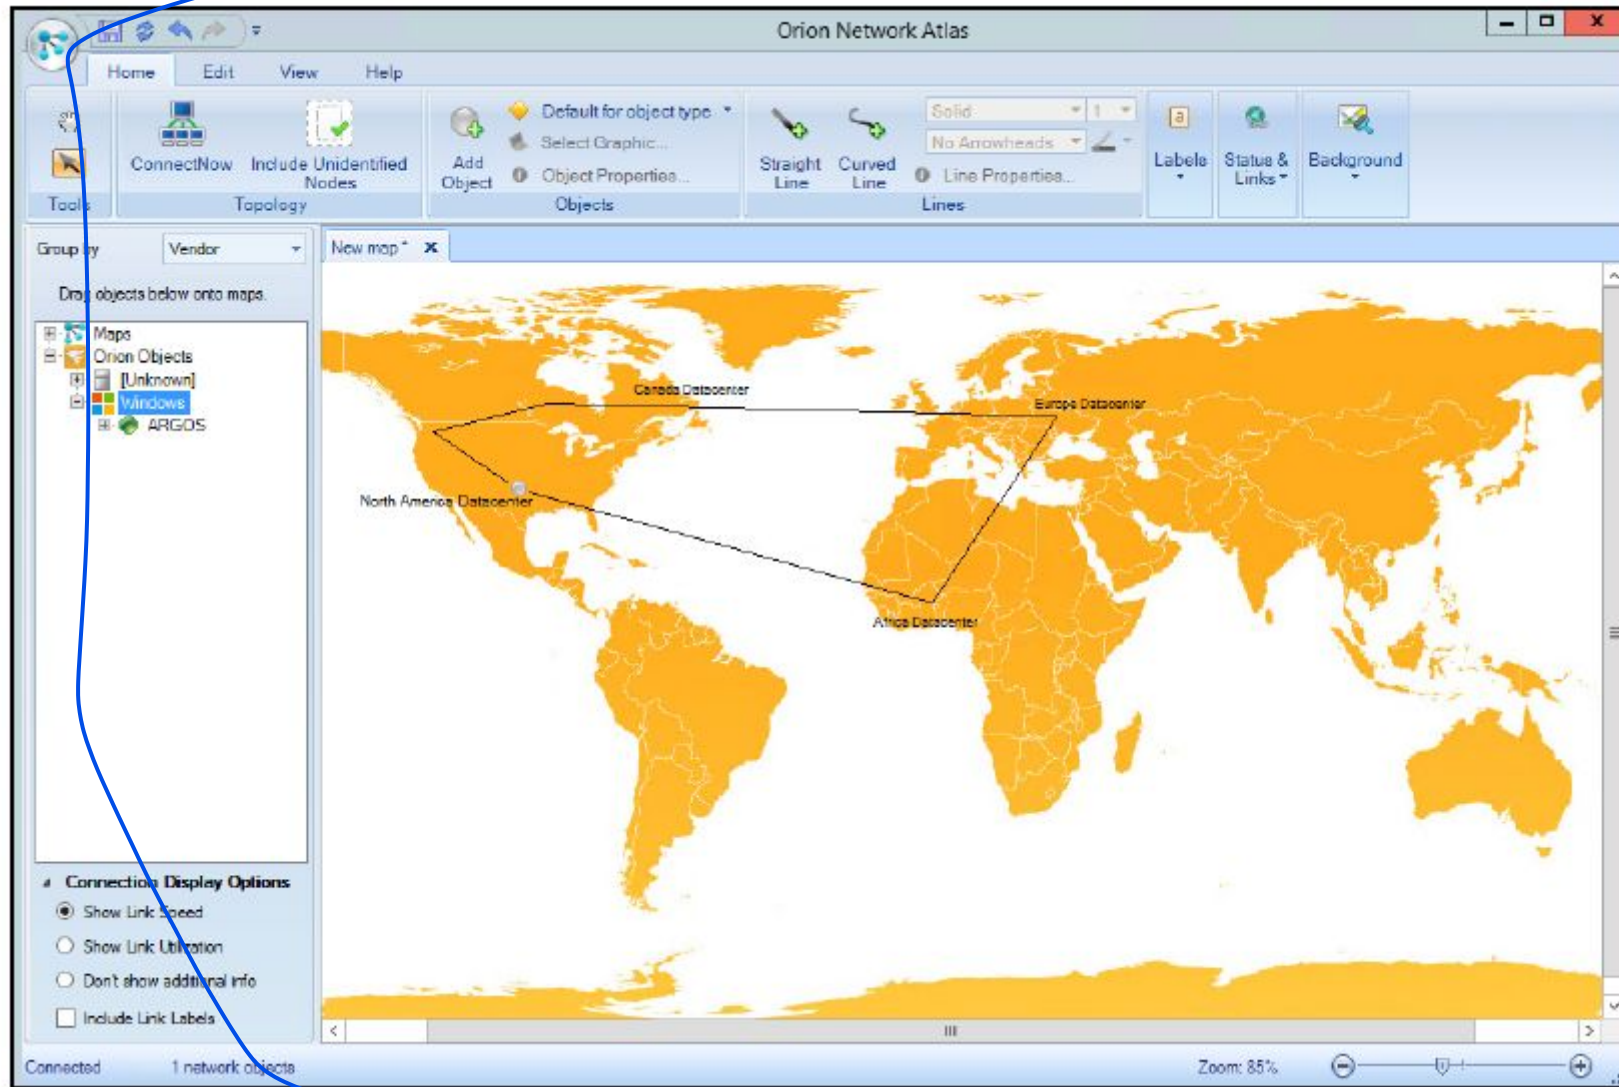 Orion Network Atlas
Home Edit View Help
ConnectNow
Include Unidentified Nodes
Add Object
Default for object type
Select Graphic...
Object Properties...
Straight Line
Curved Line
Solid 1
No Arrowheads
Line Properties...
a
Labels
Status & Links
Background
Tools Topology Objects Lines
Group by Vendor
New map *
Drag objects below onto maps.
Maps
Orion Objects
[Unknown]
Windows
ARGOS
Canada Datacenter
Europe Datacenter
North America Datacenter
Africa Datacenter
Connection Display Options
Show Link Speed
Show Link Utilization
Don't show additional info
Include Link Labels
Connected 1 network objects Zoom: 85%